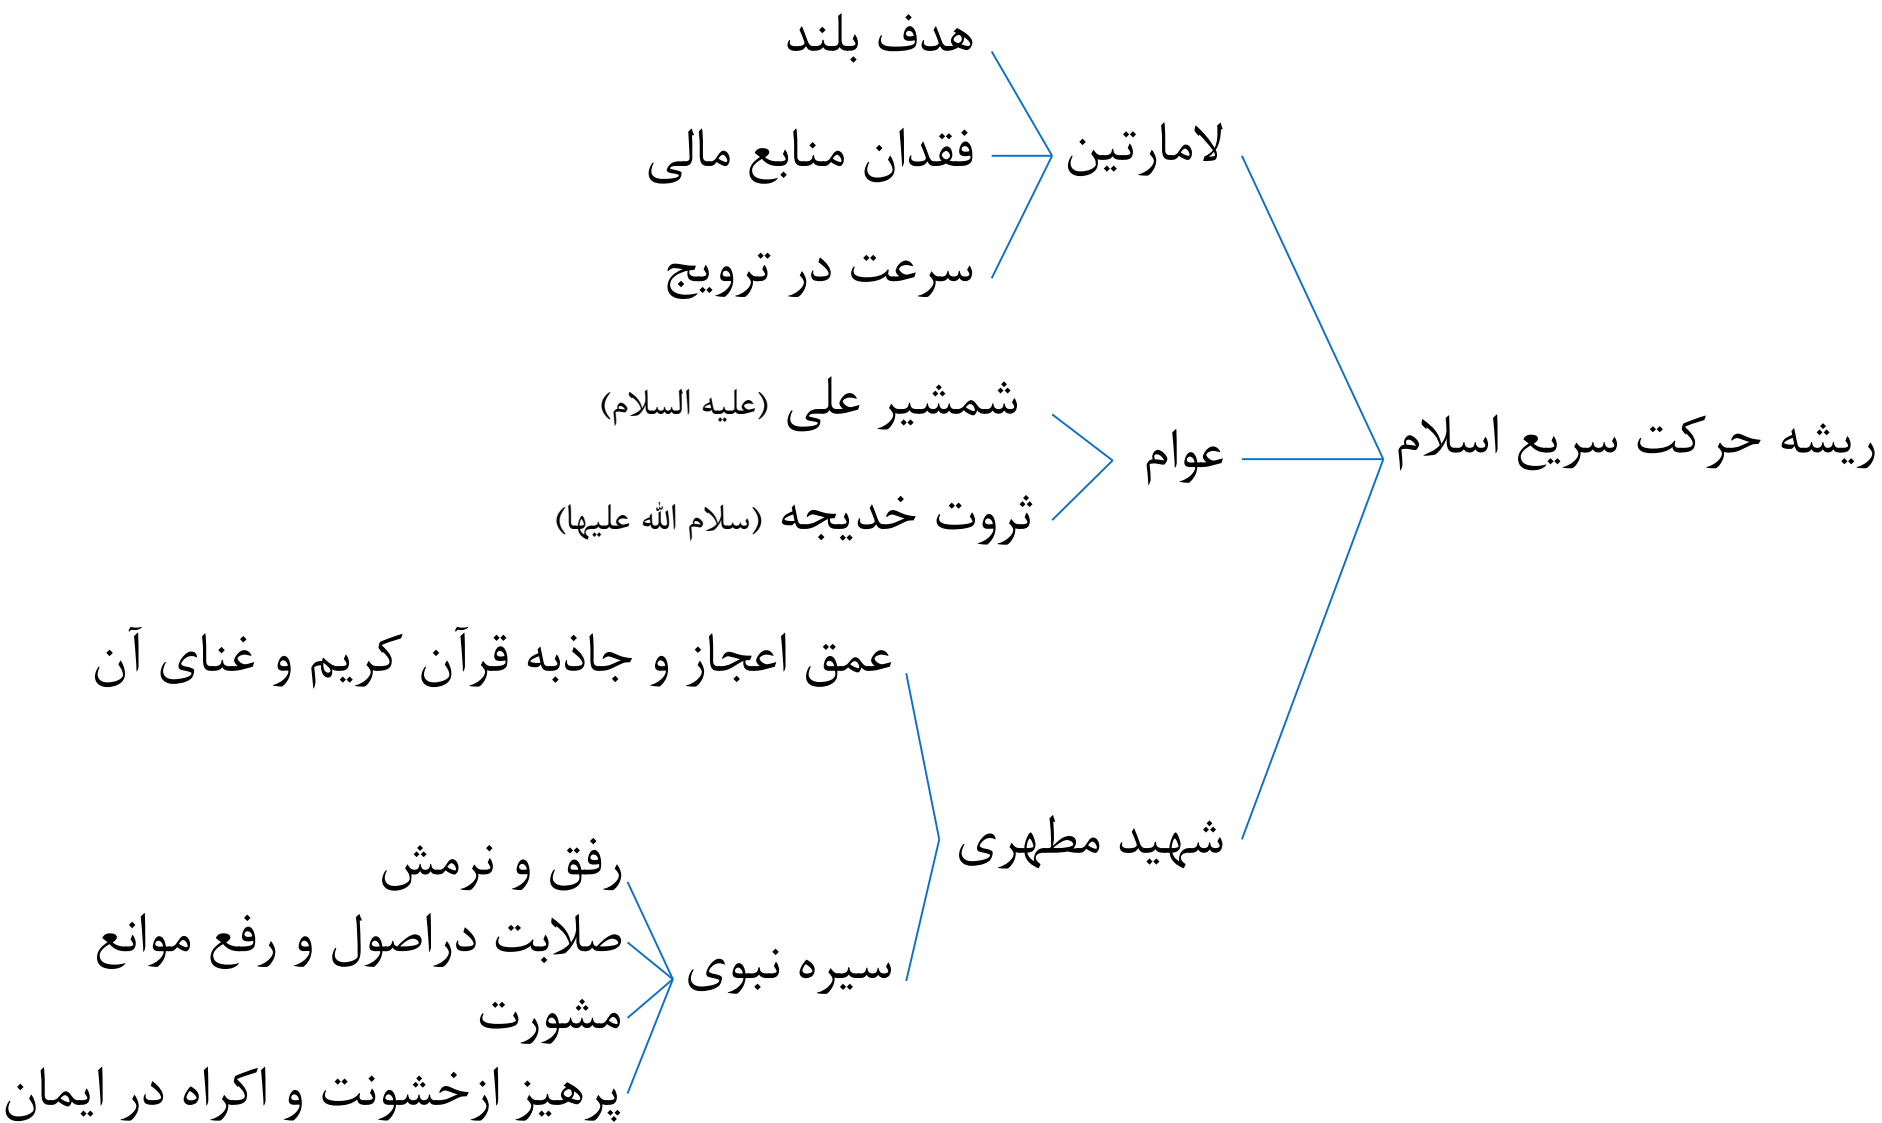 ریشه حرکت سریع اسلام
لامارتین
هدف بلند
فقدان منابع مالی
سرعت در ترویج
عوام
شمشیر علی (علیه السلام)
ثروت خدیجه (سلام الله علیها)
شهید مطهری
عمق اعجاز و جاذبه قرآن کریم و غنای آن
سیره نبوی
رفق و نرمش
صلابت دراصول و رفع موانع
مشورت
پرهیز ازخشونت و اکراه در ایمان